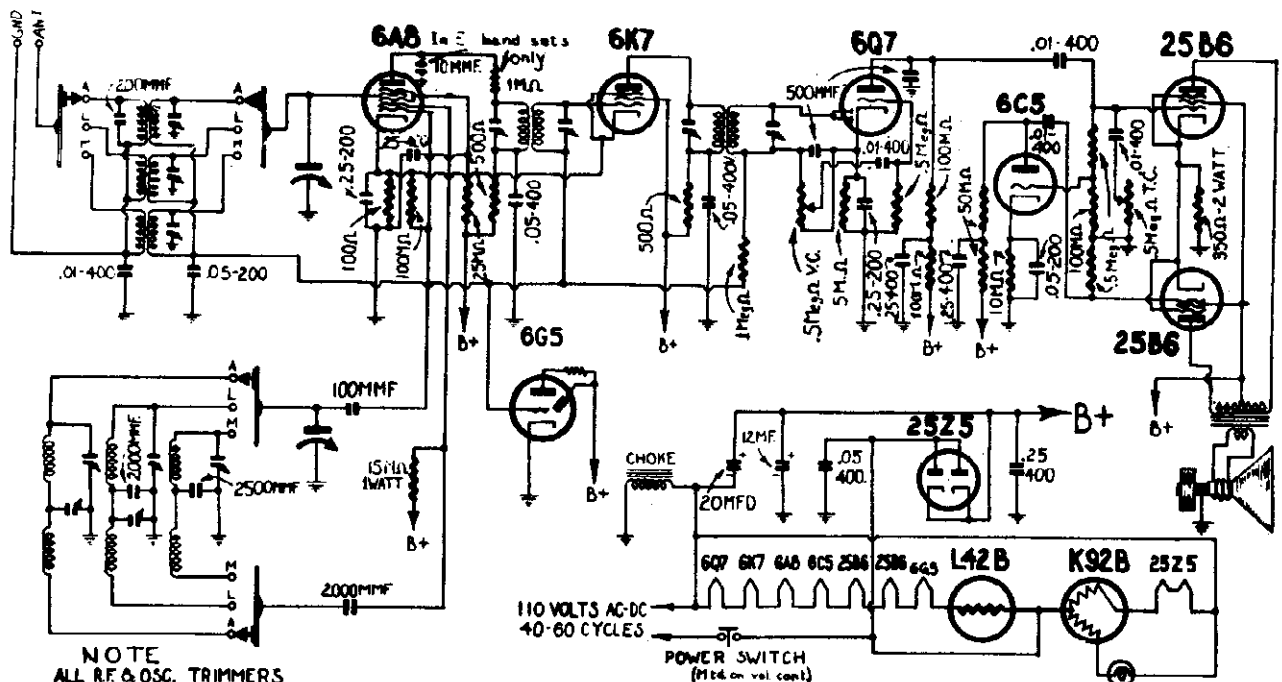 GND
ANT
6A8
In E band sets
only
10MMF.
6K7
6Q7
25B6
.01-400
200MMF
1MΩ
500MMF
6C5
A
L
M
A
L
M
.25-200
500Ω
.01-400
.5MegΩ
100MΩ
.01-400
100Ω
100MΩ
25MΩ
.05-400
500Ω
.05-400V
50MΩ
100MΩ
.5MegΩ
.5MegΩ T.C.
350Ω-2 WATT
.01-400
.05-200
1MegΩ
.5MegΩ V.C.
5MΩ
.25-200
.25-400
100MΩ
.25-400
10MΩ
.05-200
B+
B+
B+
B+
25B6
6G5
A
L
M
100MMF
B+
B+
2000MMF
2500MMF
15MΩ
1WATT
B+
CHOKE
20MFD
12MF.
.05
400.
25Z5
.25
400
B+
M
L
A
2000MMF
6Q7 6K7 6A8 6C5 25B6 25B6 6G5
L42B
K92B
25Z5
110 VOLTS AC-DC
40-60 CYCLES
POWER SWITCH
(Mtd. on vol. cont.)
NOTE
ALL R.F. & OSC. TRIMMERS